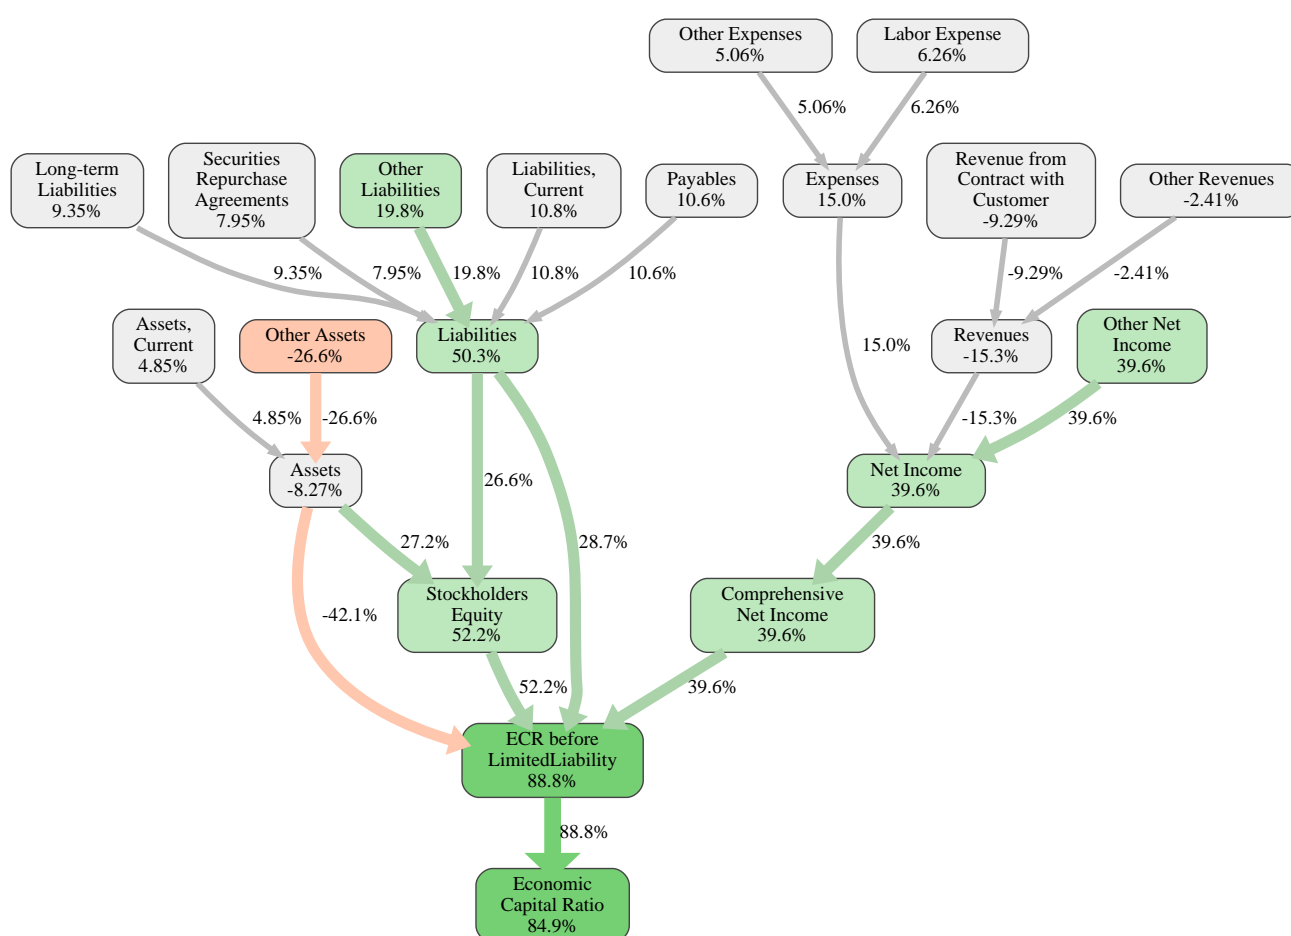 Other Expenses
5.06%
Labor Expense
6.26%
5.06%
6.26%
Long-term
Liabilities
9.35%
Securities
Repurchase
Agreements
7.95%
Other
Liabilities
19.8%
Liabilities,
Current
10.8%
Payables
10.6%
Expenses
15.0%
Revenue from
Contract with
Customer
-9.29%
Other Revenues
-2.41%
9.35%
7.95%
19.8%
10.8%
10.6%
-9.29%
-2.41%
Assets,
Current
4.85%
Other Assets
-26.6%
Liabilities
50.3%
15.0%
Revenues
-15.3%
Other Net
Income
39.6%
4.85%
-26.6%
-15.3%
39.6%
Assets
-8.27%
26.6%
Net Income
39.6%
27.2%
28.7%
39.6%
-42.1%
Stockholders
Equity
52.2%
Comprehensive
Net Income
39.6%
52.2%
39.6%
ECR before
LimitedLiability
88.8%
88.8%
Economic
Capital Ratio
84.9%